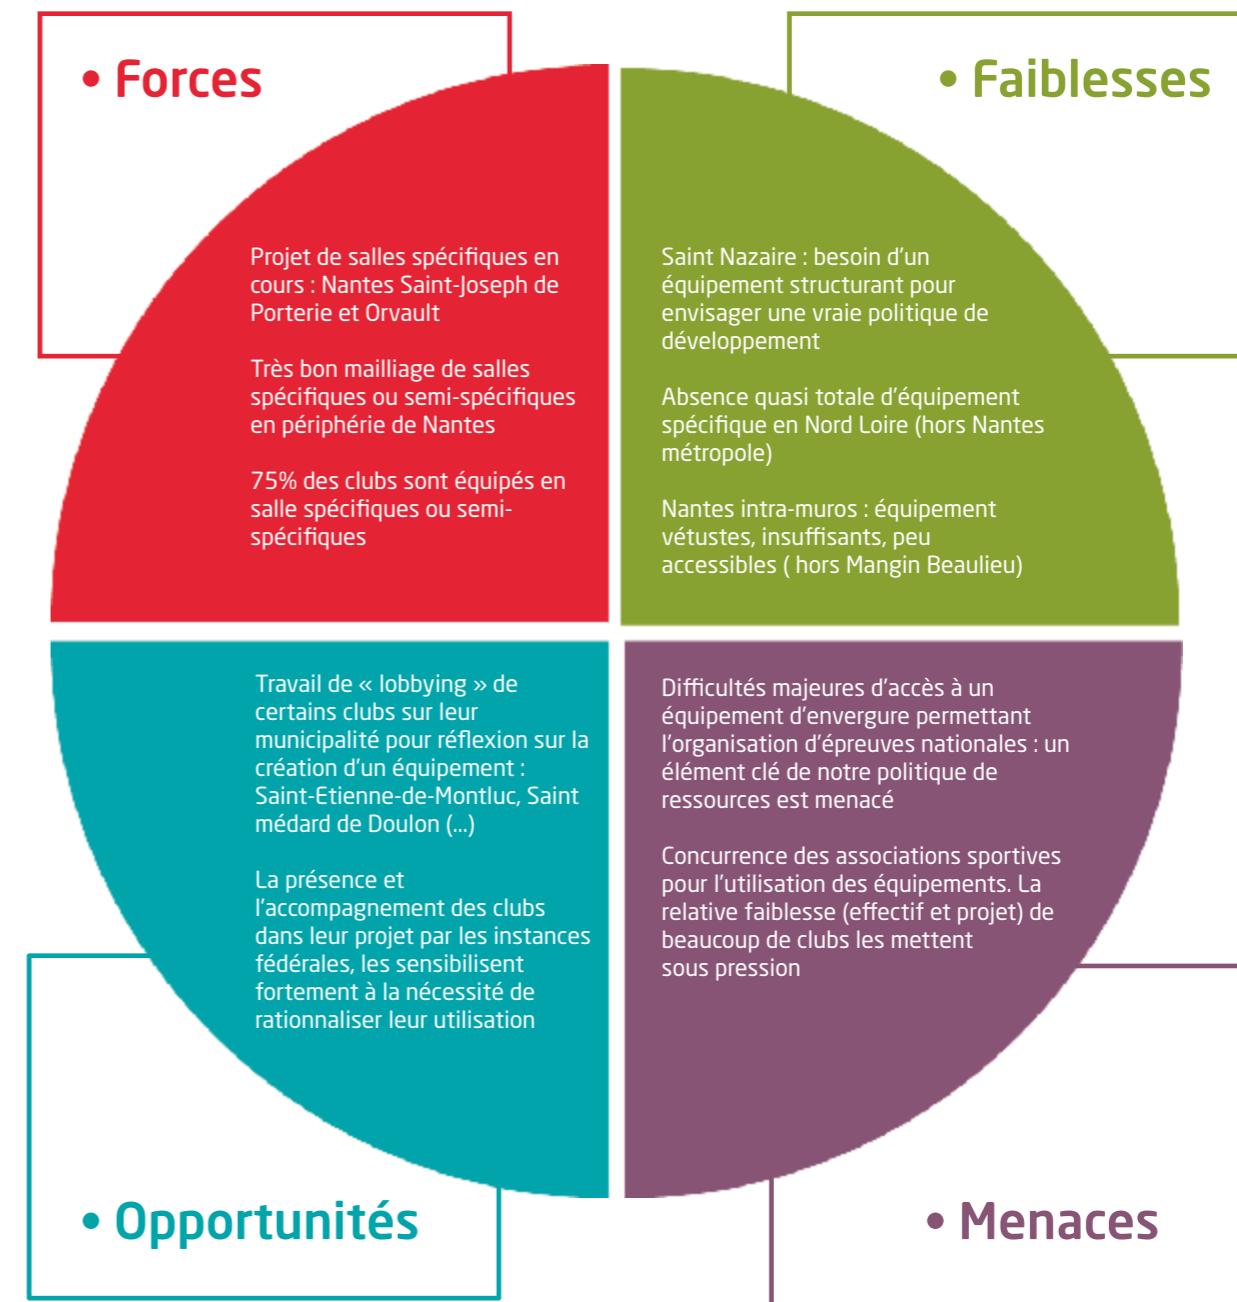 • Forces
Projet de salles spécifiques en
cours : Nantes Saint-Joseph de
Porterie et Orvault
Très bon mailliage de salles
spécifiques ou semi-spécifiques
en périphérie de Nantes
75% des clubs sont équipés en
salle spécifiques ou semi-
spécifiques
• Faiblesses
Saint Nazaire : besoin d’un
équipement structurant pour
envisager une vraie politique de
développement
Absence quasi totale d’équipement
spécifique en Nord Loire (hors Nantes
métropole)
Nantes intra-muros : équipement
vétustes, insuffisants, peu
accessibles ( hors Mangin Beaulieu)
Travail de « lobbying » de
certains clubs sur leur
municipalité pour réflexion sur la
création d’un équipement :
Saint-Etienne-de-Montluc, Saint
médard de Doulon (...)
La présence et
l’accompagnement des clubs
dans leur projet par les instances
fédérales, les sensibilisent
fortement à la nécessité de
rationnaliser leur utilisation
• Opportunités
Difficultés majeures d’accès à un
équipement d’envergure permettant
l’organisation d’épreuves nationales : un
élément clé de notre politique de
ressources est menacé
Concurrence des associations sportives
pour l’utilisation des équipements. La
relative faiblesse (effectif et projet) de
beaucoup de clubs les mettent
sous pression
• Menaces